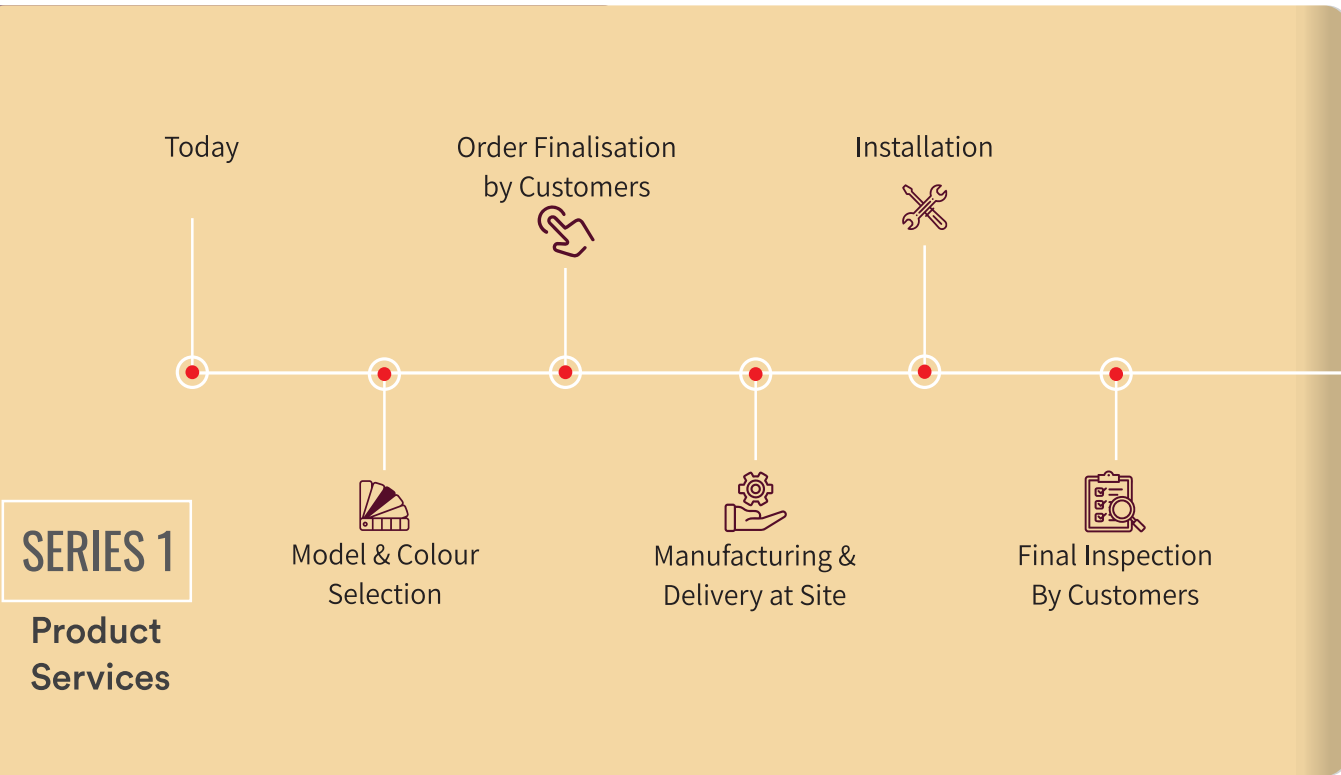 Today
Order Finalisation
by Customers
Installation
SERIES 1
Product
Services
Model & Colour
Selection
Manufacturing &
Delivery at Site
Final Inspection
By Customers